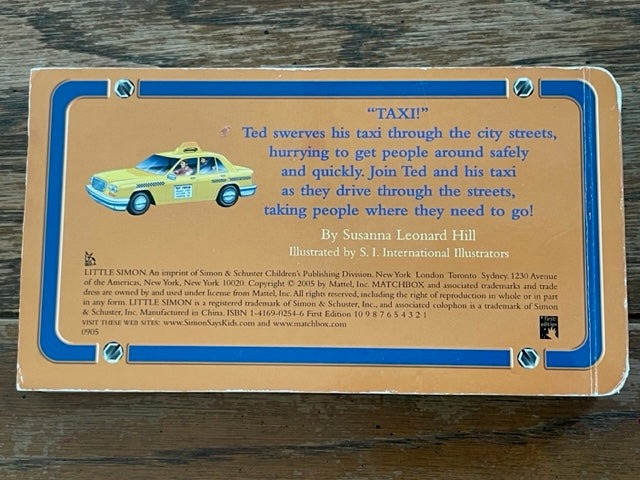 “TAXI!”
Ted swerves his taxi through the city streets,
hurrying to get people around safely
and quickly. Join Ted and his taxi
as they drive through the streets,
taking people where they need to go!
By Susanna Leonard Hill
Illustrated by S. I. International Illustrators
LITTLE SIMON. An imprint of Simon & Schuster Children's Publishing Division. New York London Toronto Sydney. 1230 Avenue
of the Americas, New York, New York 10020. Copyright © 2005 by Mattel, Inc. MATCHBOX and associated trademarks and trade
dress are owned by and used under license from Mattel, Inc. All rights reserved, including the right of reproduction in whole or in part
in any form. LITTLE SIMON is a registered trademark of Simon & Schuster, Inc., and associated colophon is a trademark of Simon
& Schuster, Inc. Manufactured in China. ISBN 1-4169-0254-6 First Edition 10 9 8 7 6 5 4 3 2 1
VISIT THESE WEB SITES: www.SimonSaysKids.com and www.matchbox.com
0905
first
edition